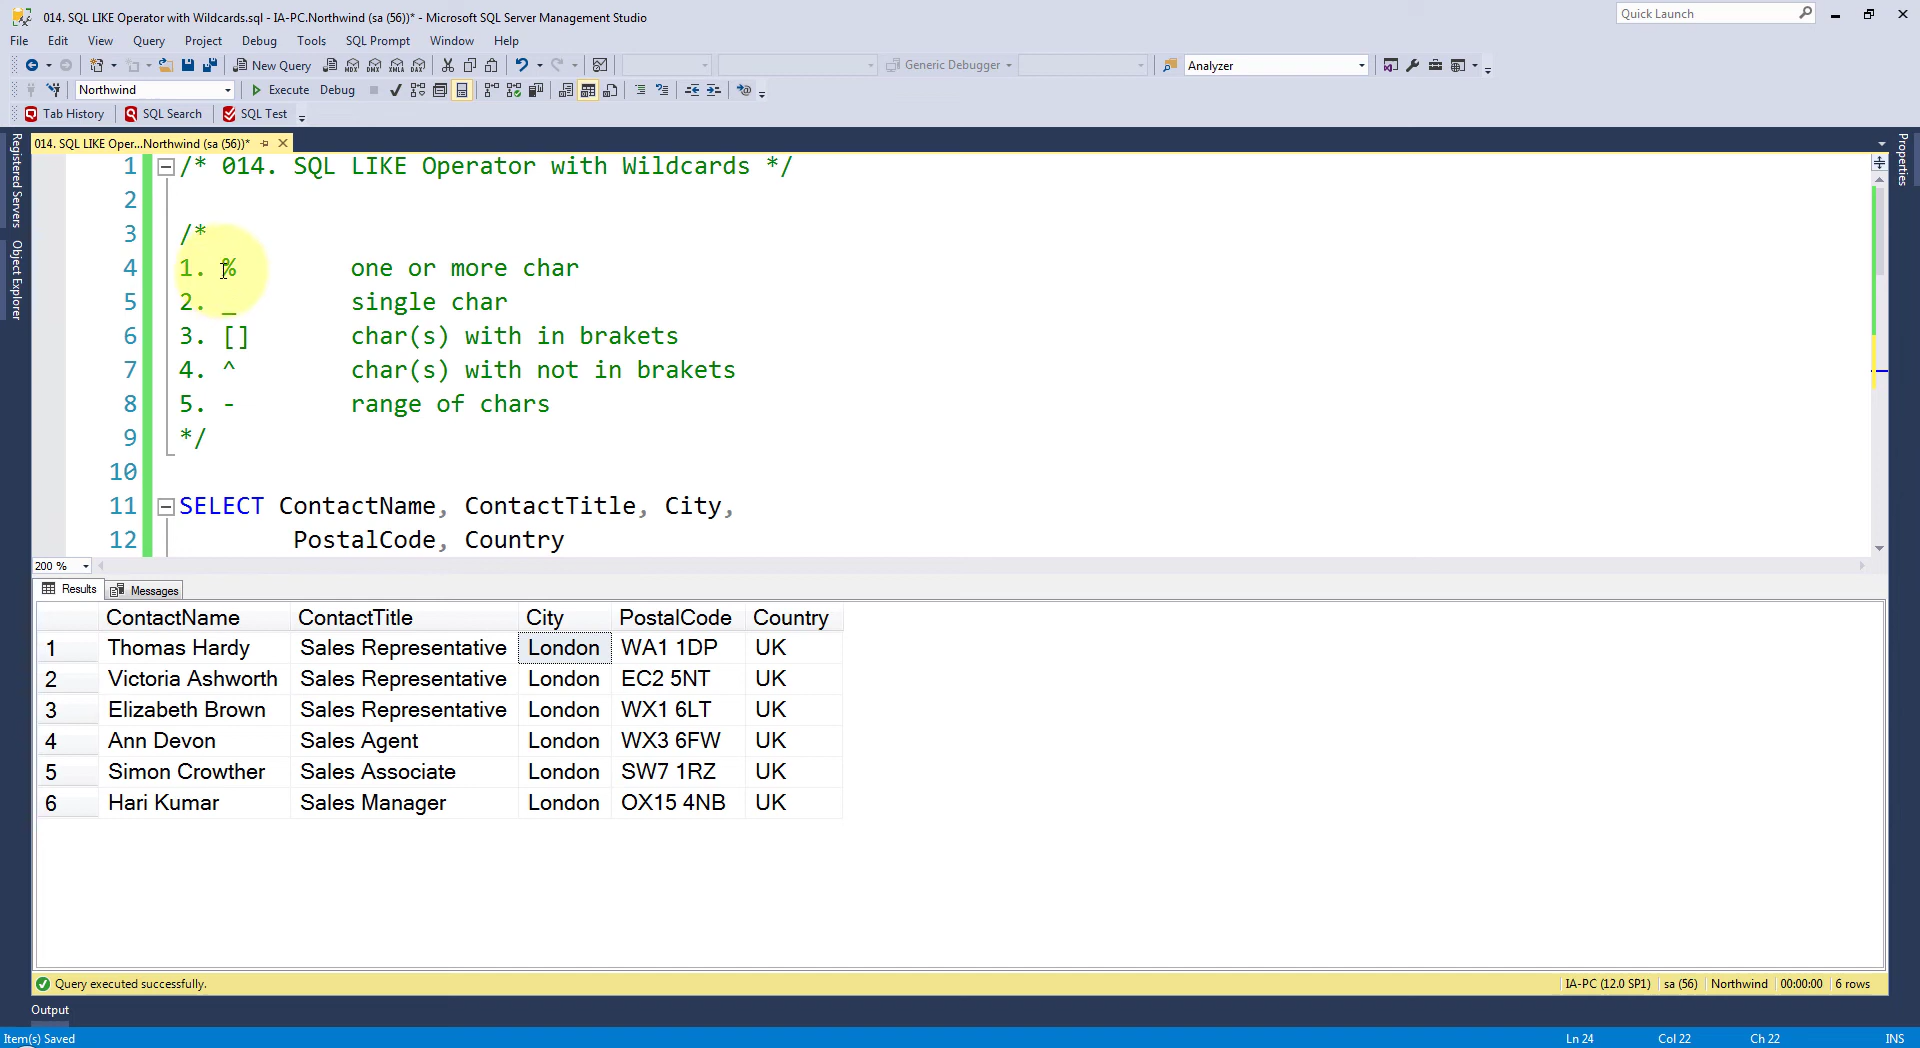 014. SQL LIKE Operator with Wildcards.sql - IA-PC.Northwind (sa (56))* - Microsoft SQL Server Management Studio
Quick Launch
File Edit View Query Project Debug Tools SQL Prompt Window Help
New Query Generic Debugger Analyzer
Northwind Execute Debug
Tab History SQL Search SQL Test
014. SQL LIKE Oper...Northwind (sa (56))*
Registered Servers
Object Explorer
Properties
1 /* 014. SQL LIKE Operator with Wildcards */
2
3 /*
4 1. % one or more char
5 2. _ single char
6 3. [] char(s) with in brakets
7 4. ^ char(s) with not in brakets
8 5. - range of chars
9 */
10
11 SELECT ContactName, ContactTitle, City,
12 PostalCode, Country
200 %
Results Messages
ContactName ContactTitle City PostalCode Country
1 Thomas Hardy Sales Representative London WA1 1DP UK
2 Victoria Ashworth Sales Representative London EC2 5NT UK
3 Elizabeth Brown Sales Representative London WX1 6LT UK
4 Ann Devon Sales Agent London WX3 6FW UK
5 Simon Crowther Sales Associate London SW7 1RZ UK
6 Hari Kumar Sales Manager London OX15 4NB UK
Query executed successfully. IA-PC (12.0 SP1) sa (56) Northwind 00:00:00 6 rows
Output
Item(s) Saved Ln 24 Col 22 Ch 22 INS